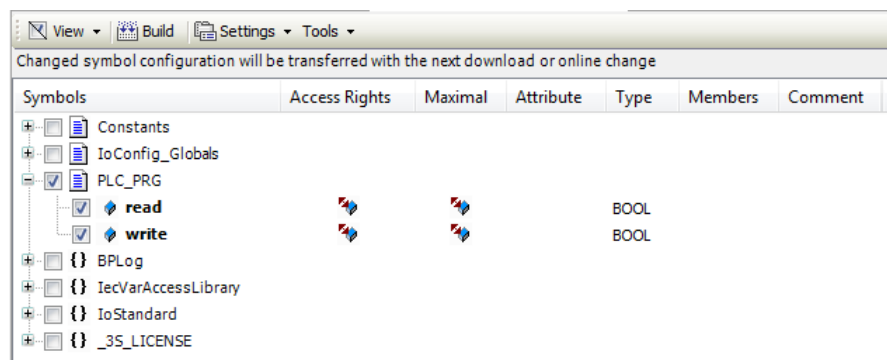 View Build Settings Tools
Changed symbol configuration will be transferred with the next download or online change
Symbols Access Rights Maximal Attribute Type Members Comment
Constants
IoConfig_Globals
PLC_PRG
read BOOL
write BOOL
{} BPLog
{} IecVarAccessLibrary
{} IoStandard
{} _3S_LICENSE